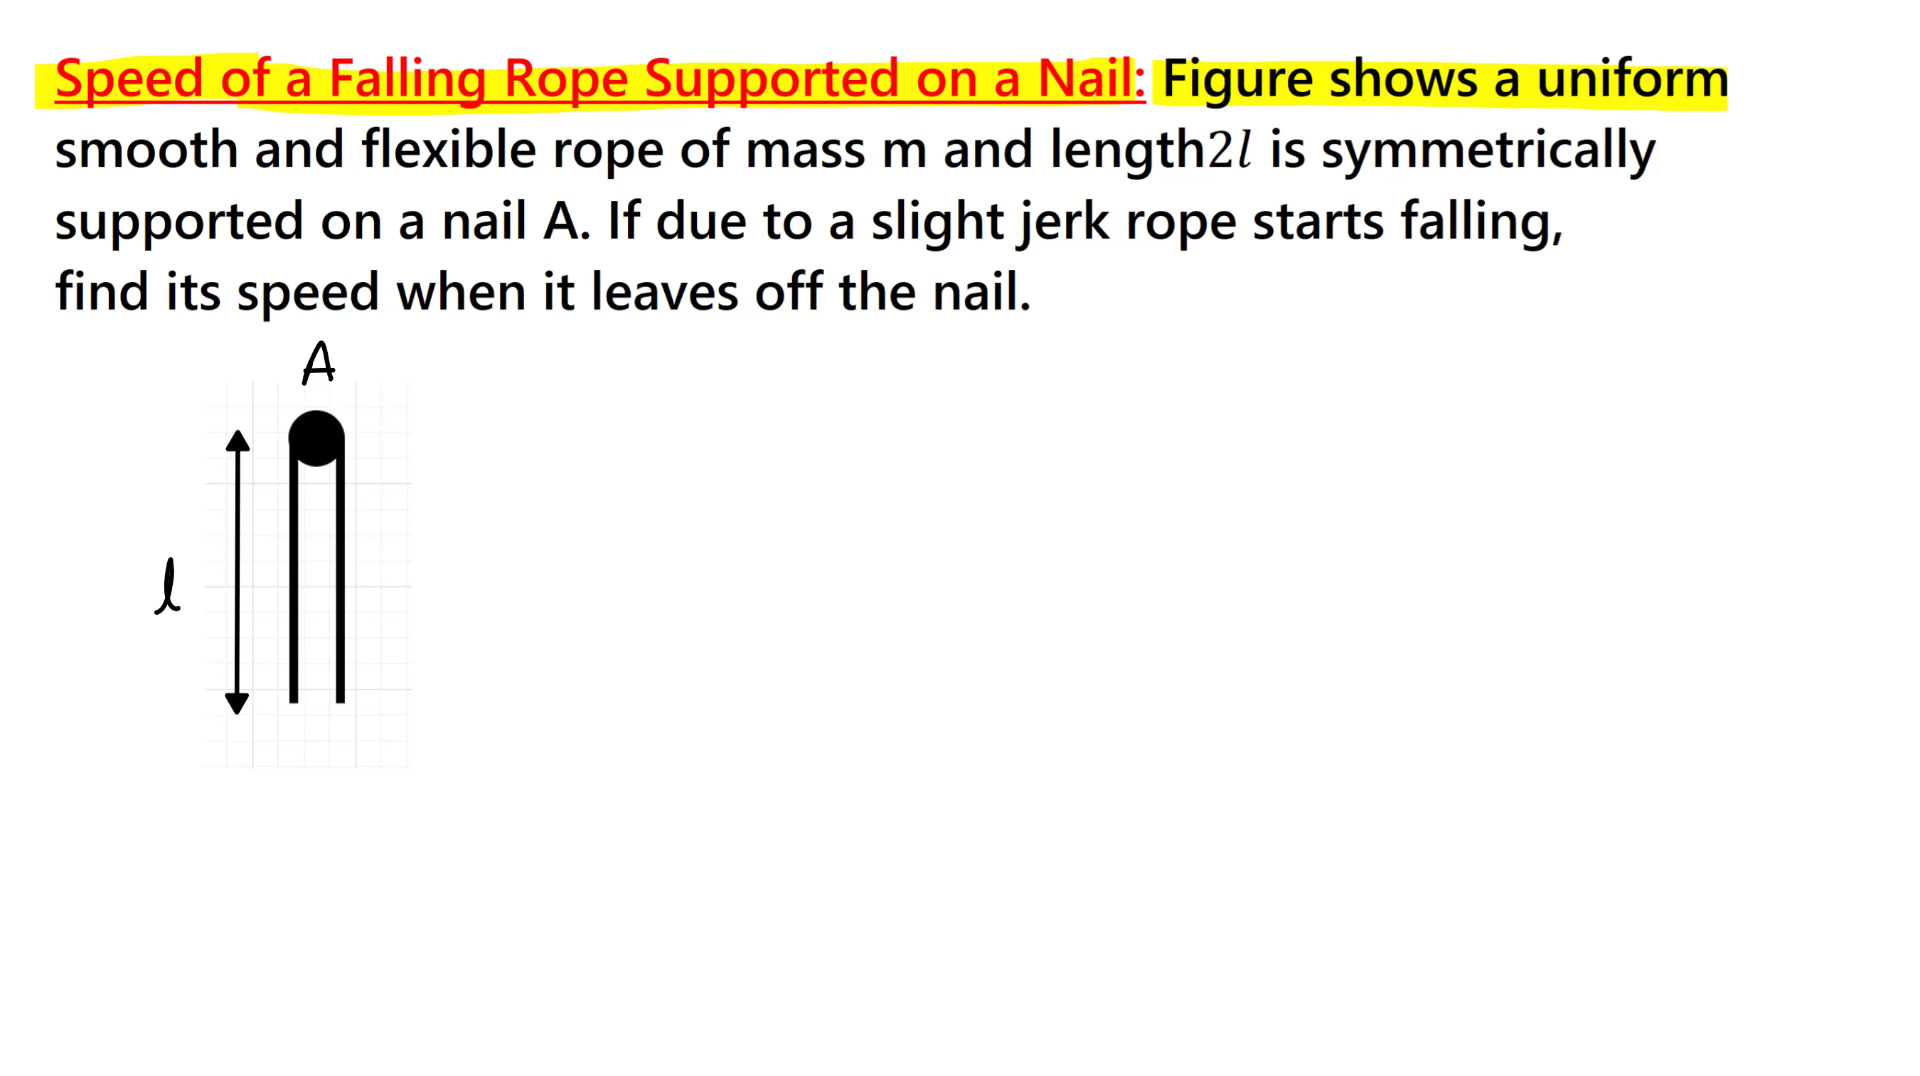 Speed of a Falling Rope Supported on a Nail: Figure shows a uniform
smooth and flexible rope of mass m and length2l is symmetrically
supported on a nail A. If due to a slight jerk rope starts falling,
find its speed when it leaves off the nail.
A
l